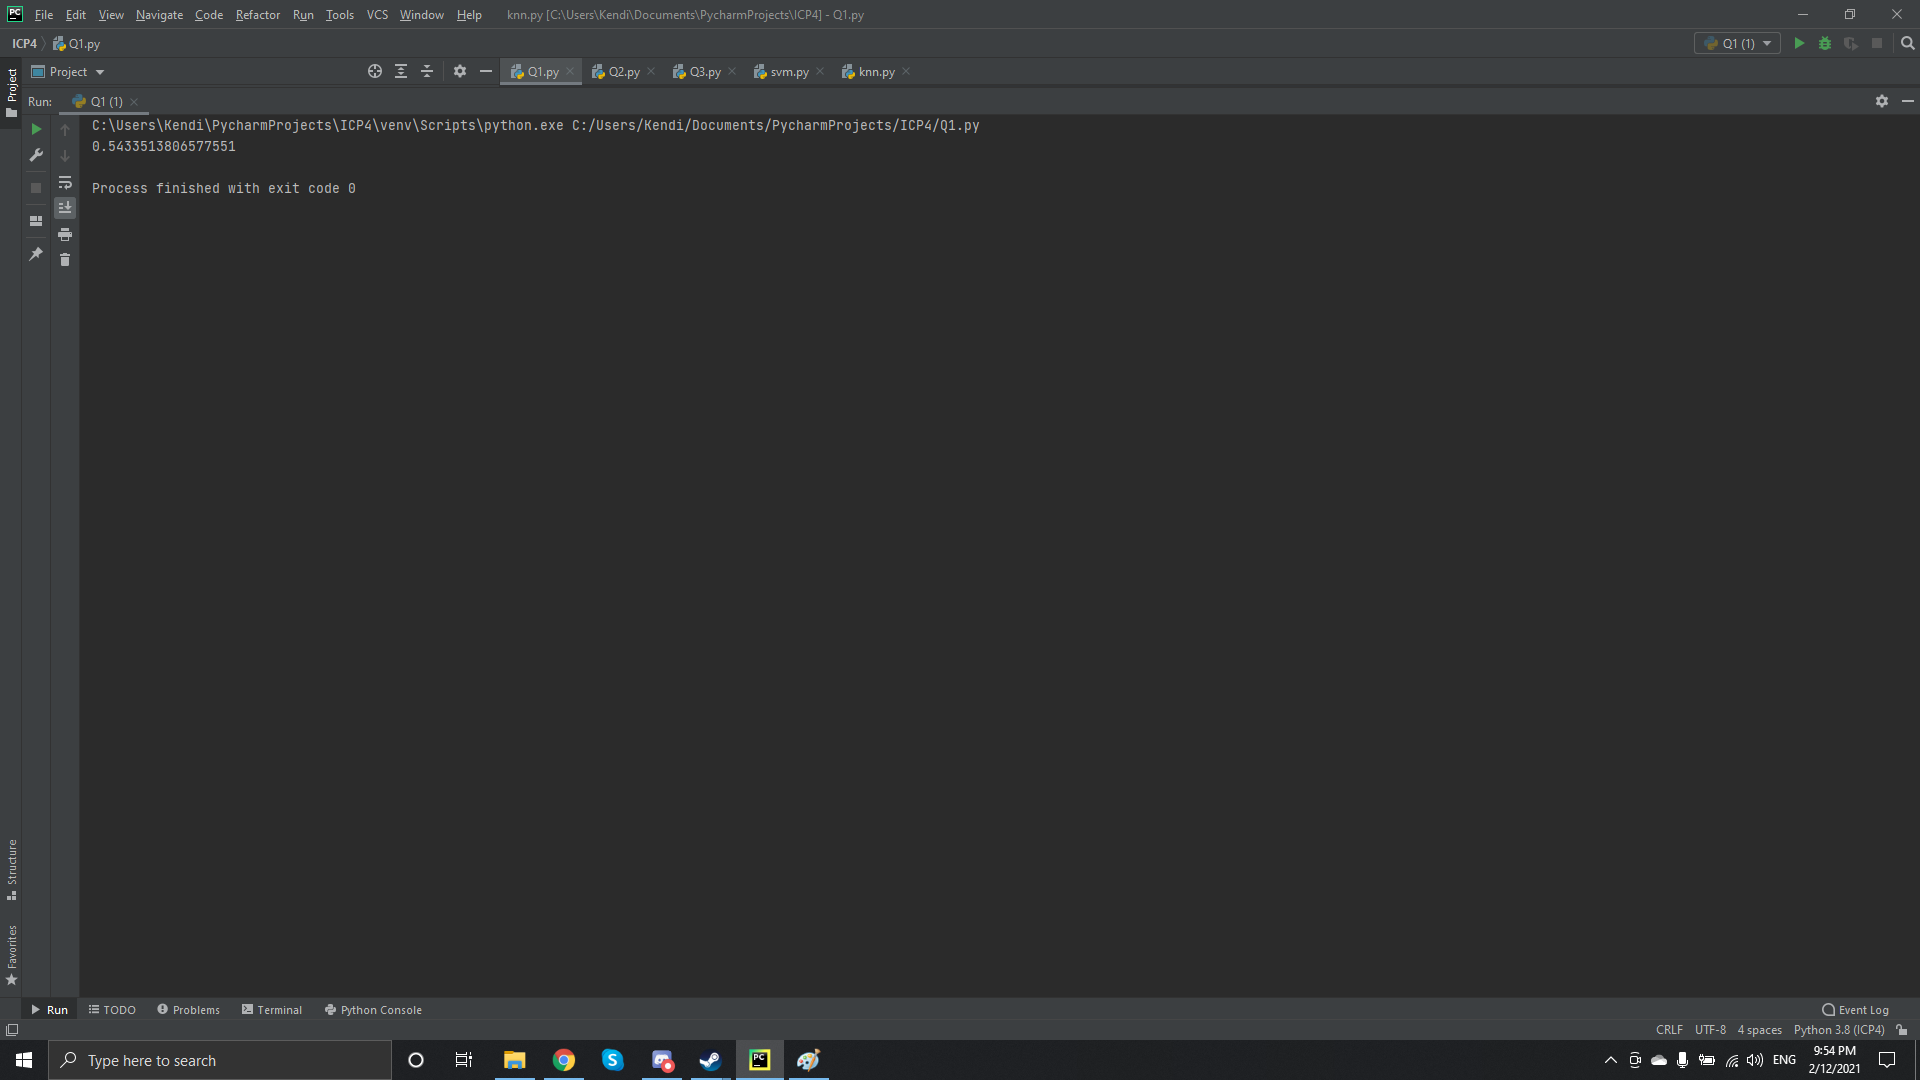 File Edit View Navigate Code Refactor Run Tools VCS Window Help knn.py [C:\Users\Kendi\Documents\PycharmProjects\ICP4] - Q1.py
ICP4 Q1.py Q1 (1)
Project Q1.py Q2.py Q3.py svm.py knn.py
Project
Run: Q1 (1)
C:\Users\Kendi\PycharmProjects\ICP4\venv\Scripts\python.exe C:/Users/Kendi/Documents/PycharmProjects/ICP4/Q1.py
0.5433513806577551
Process finished with exit code 0
Structure
Favorites
Run TODO Problems Terminal Python Console Event Log
CRLF UTF-8 4 spaces Python 3.8 (ICP4)
Type here to search ENG 9:54 PM
2/12/2021